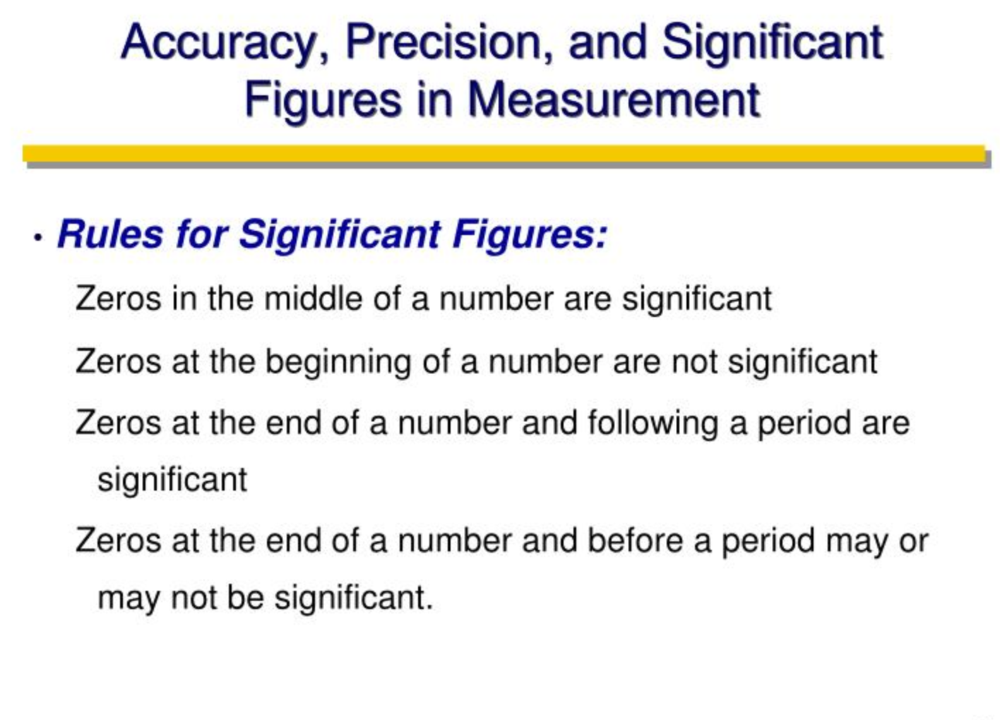 Accuracy, Precision, and Significant
Figures in Measurement
• Rules for Significant Figures:
Zeros in the middle of a number are significant
Zeros at the beginning of a number are not significant
Zeros at the end of a number and following a period are
significant
Zeros at the end of a number and before a period may or
may not be significant.